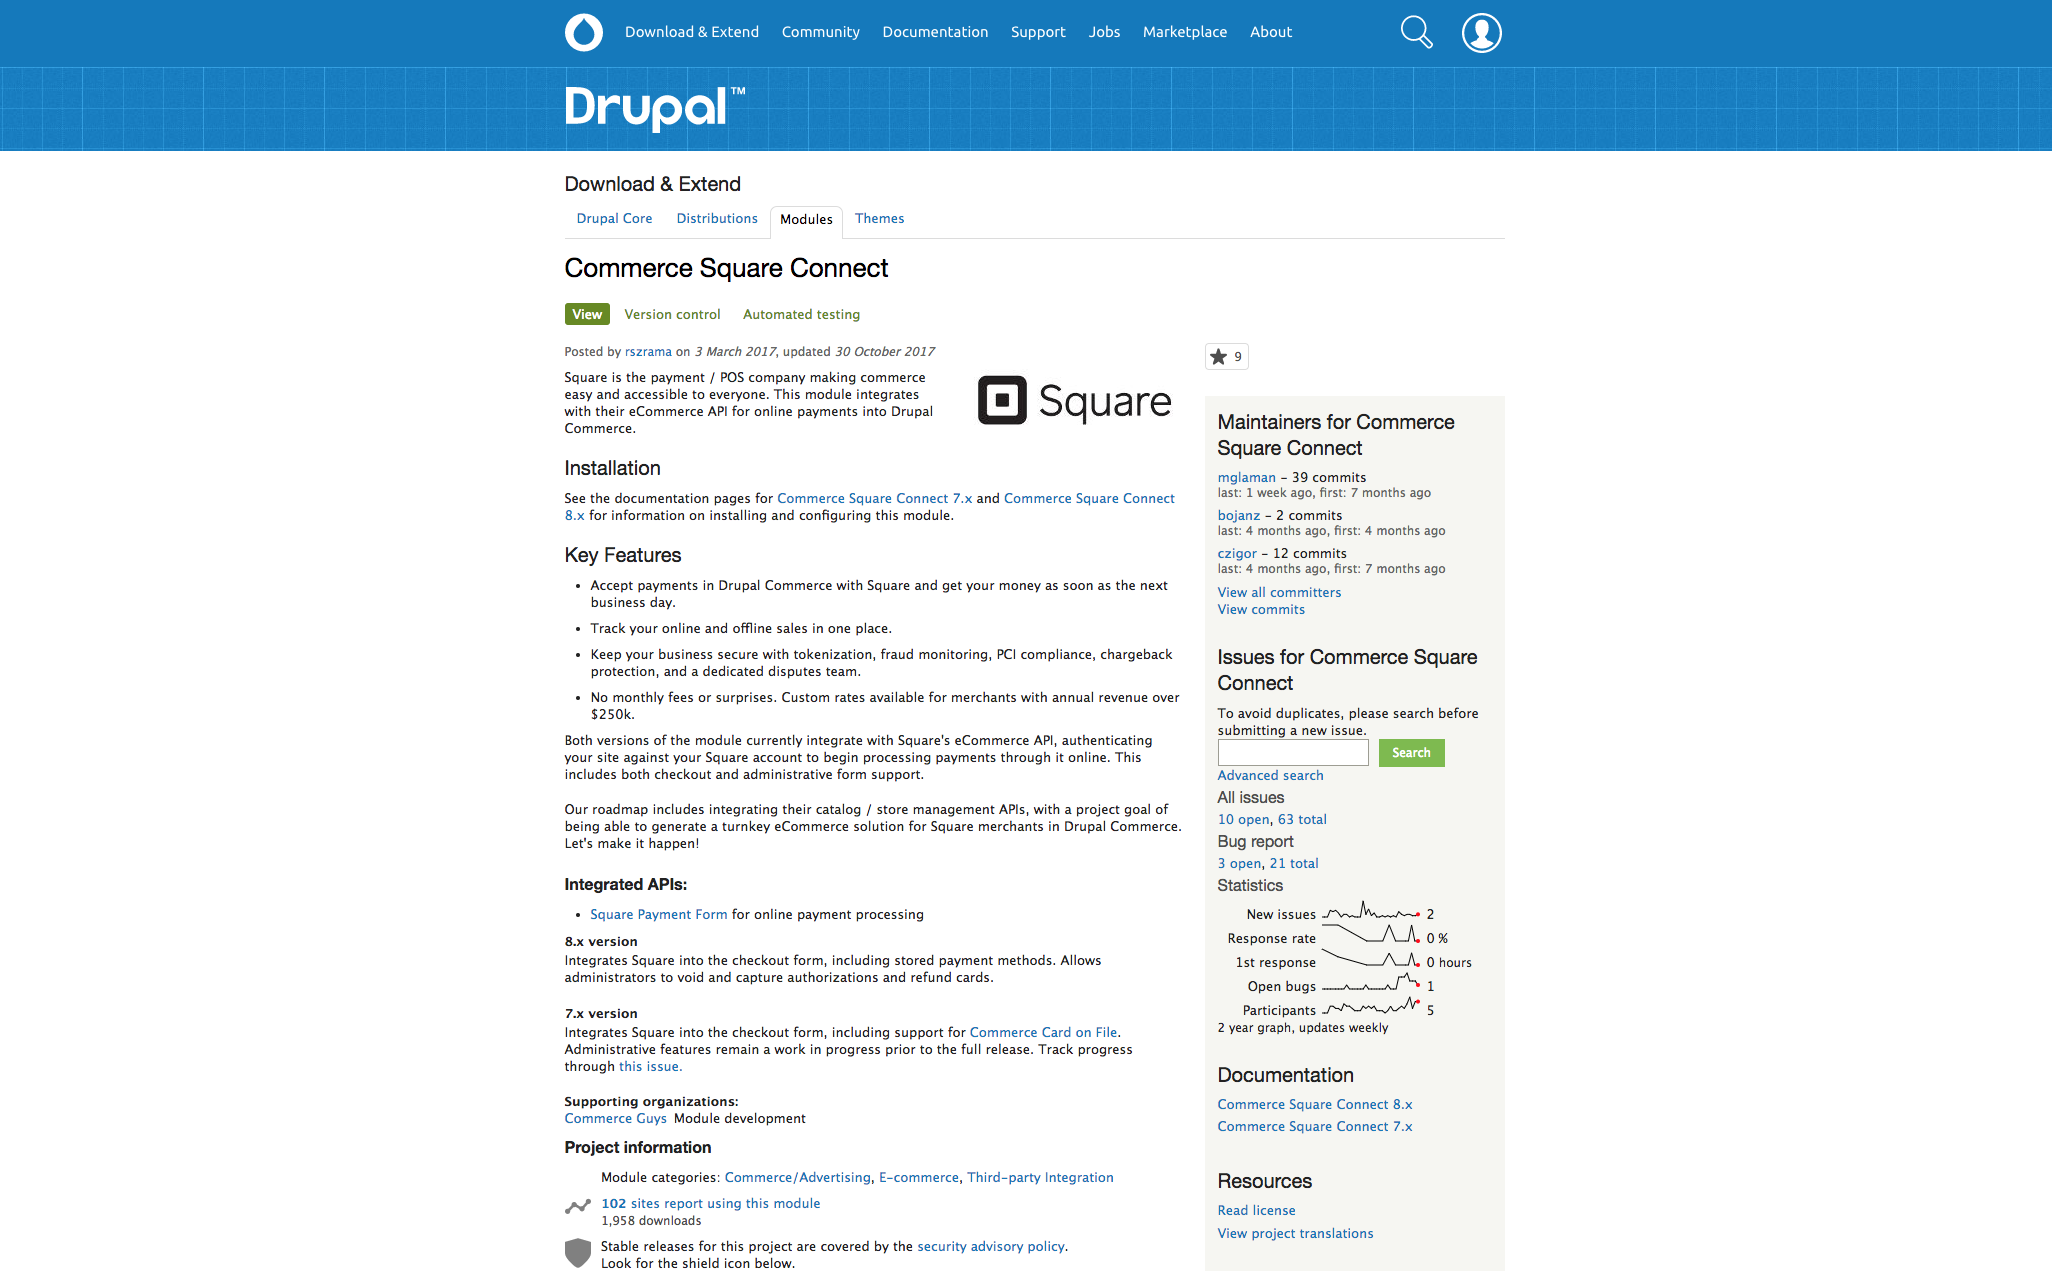 Download & Extend Community Documentation Support Jobs Marketplace About
Drupal™
Download & Extend
Drupal Core Distributions Modules Themes
Commerce Square Connect
View Version control Automated testing
Posted by rszrama on 3 March 2017, updated 30 October 2017
Square is the payment / POS company making commerce
easy and accessible to everyone. This module integrates
with their eCommerce API for online payments into Drupal
Commerce.
Square
Installation
See the documentation pages for Commerce Square Connect 7.x and Commerce Square Connect
8.x for information on installing and configuring this module.
Key Features
• Accept payments in Drupal Commerce with Square and get your money as soon as the next
business day.
• Track your online and offline sales in one place.
• Keep your business secure with tokenization, fraud monitoring, PCI compliance, chargeback
protection, and a dedicated disputes team.
• No monthly fees or surprises. Custom rates available for merchants with annual revenue over
$250k.
Both versions of the module currently integrate with Square's eCommerce API, authenticating
your site against your Square account to begin processing payments through it online. This
includes both checkout and administrative form support.
Our roadmap includes integrating their catalog / store management APIs, with a project goal of
being able to generate a turnkey eCommerce solution for Square merchants in Drupal Commerce.
Let's make it happen!
Integrated APIs:
• Square Payment Form for online payment processing
8.x version
Integrates Square into the checkout form, including stored payment methods. Allows
administrators to void and capture authorizations and refund cards.
7.x version
Integrates Square into the checkout form, including support for Commerce Card on File.
Administrative features remain a work in progress prior to the full release. Track progress
through this issue.
Supporting organizations:
Commerce Guys Module development
Project information
Module categories: Commerce/Advertising, E-commerce, Third-party Integration
102 sites report using this module
1,958 downloads
Stable releases for this project are covered by the security advisory policy.
Look for the shield icon below.
9
Maintainers for Commerce
Square Connect
mglaman – 39 commits
last: 1 week ago, first: 7 months ago
bojanz – 2 commits
last: 4 months ago, first: 4 months ago
czigor – 12 commits
last: 4 months ago, first: 7 months ago
View all committers
View commits
Issues for Commerce Square
Connect
To avoid duplicates, please search before
submitting a new issue.
Search
Advanced search
All issues
10 open, 63 total
Bug report
3 open, 21 total
Statistics
New issues 2
Response rate 0 %
1st response 0 hours
Open bugs 1
Participants 5
2 year graph, updates weekly
Documentation
Commerce Square Connect 8.x
Commerce Square Connect 7.x
Resources
Read license
View project translations